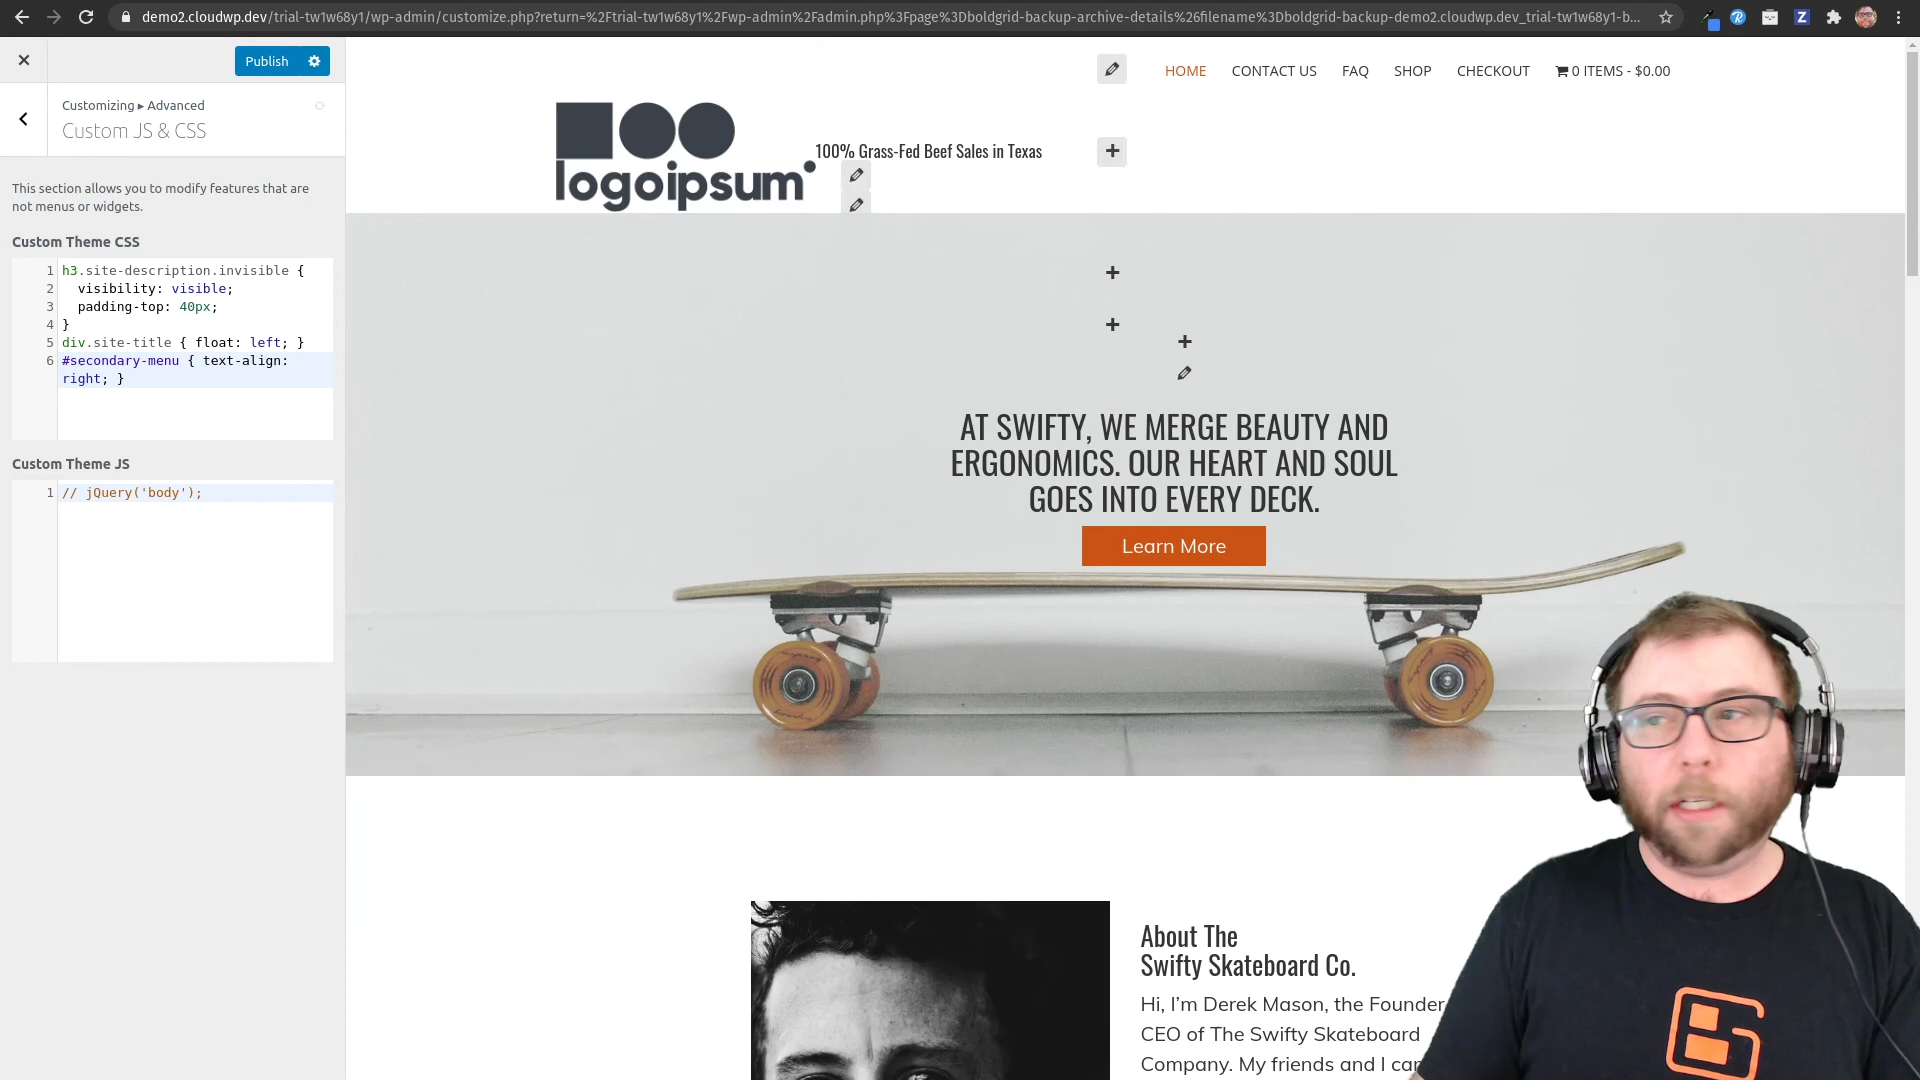 demo2.cloudwp.dev/trial-tw1w68y1/wp-admin/customize.php?return=%2Ftrial-tw1w68y1%2Fwp-admin%2Fadmin.php%3Fpage%3Dboldgrid-backup-archive-details%26filename%3Dboldgrid-backup-demo2.cloudwp.dev_trial-tw1w68y1-b...
Publish
Customizing ▸ Advanced
Custom JS & CSS
This section allows you to modify features that are
not menus or widgets.
Custom Theme CSS
1 h3.site-description.invisible {
2 visibility: visible;
3 padding-top: 40px;
4 }
5 div.site-title { float: left; }
6 #secondary-menu { text-align:
right; }
Custom Theme JS
1 // jQuery('body');
HOME CONTACT US FAQ SHOP CHECKOUT 0 ITEMS - $0.00
logoipsum
100% Grass-Fed Beef Sales in Texas
AT SWIFTY, WE MERGE BEAUTY AND
ERGONOMICS. OUR HEART AND SOUL
GOES INTO EVERY DECK.
Learn More
About The
Swifty Skateboard Co.
Hi, I'm Derek Mason, the Founder
CEO of The Swifty Skateboard
Company. My friends and I